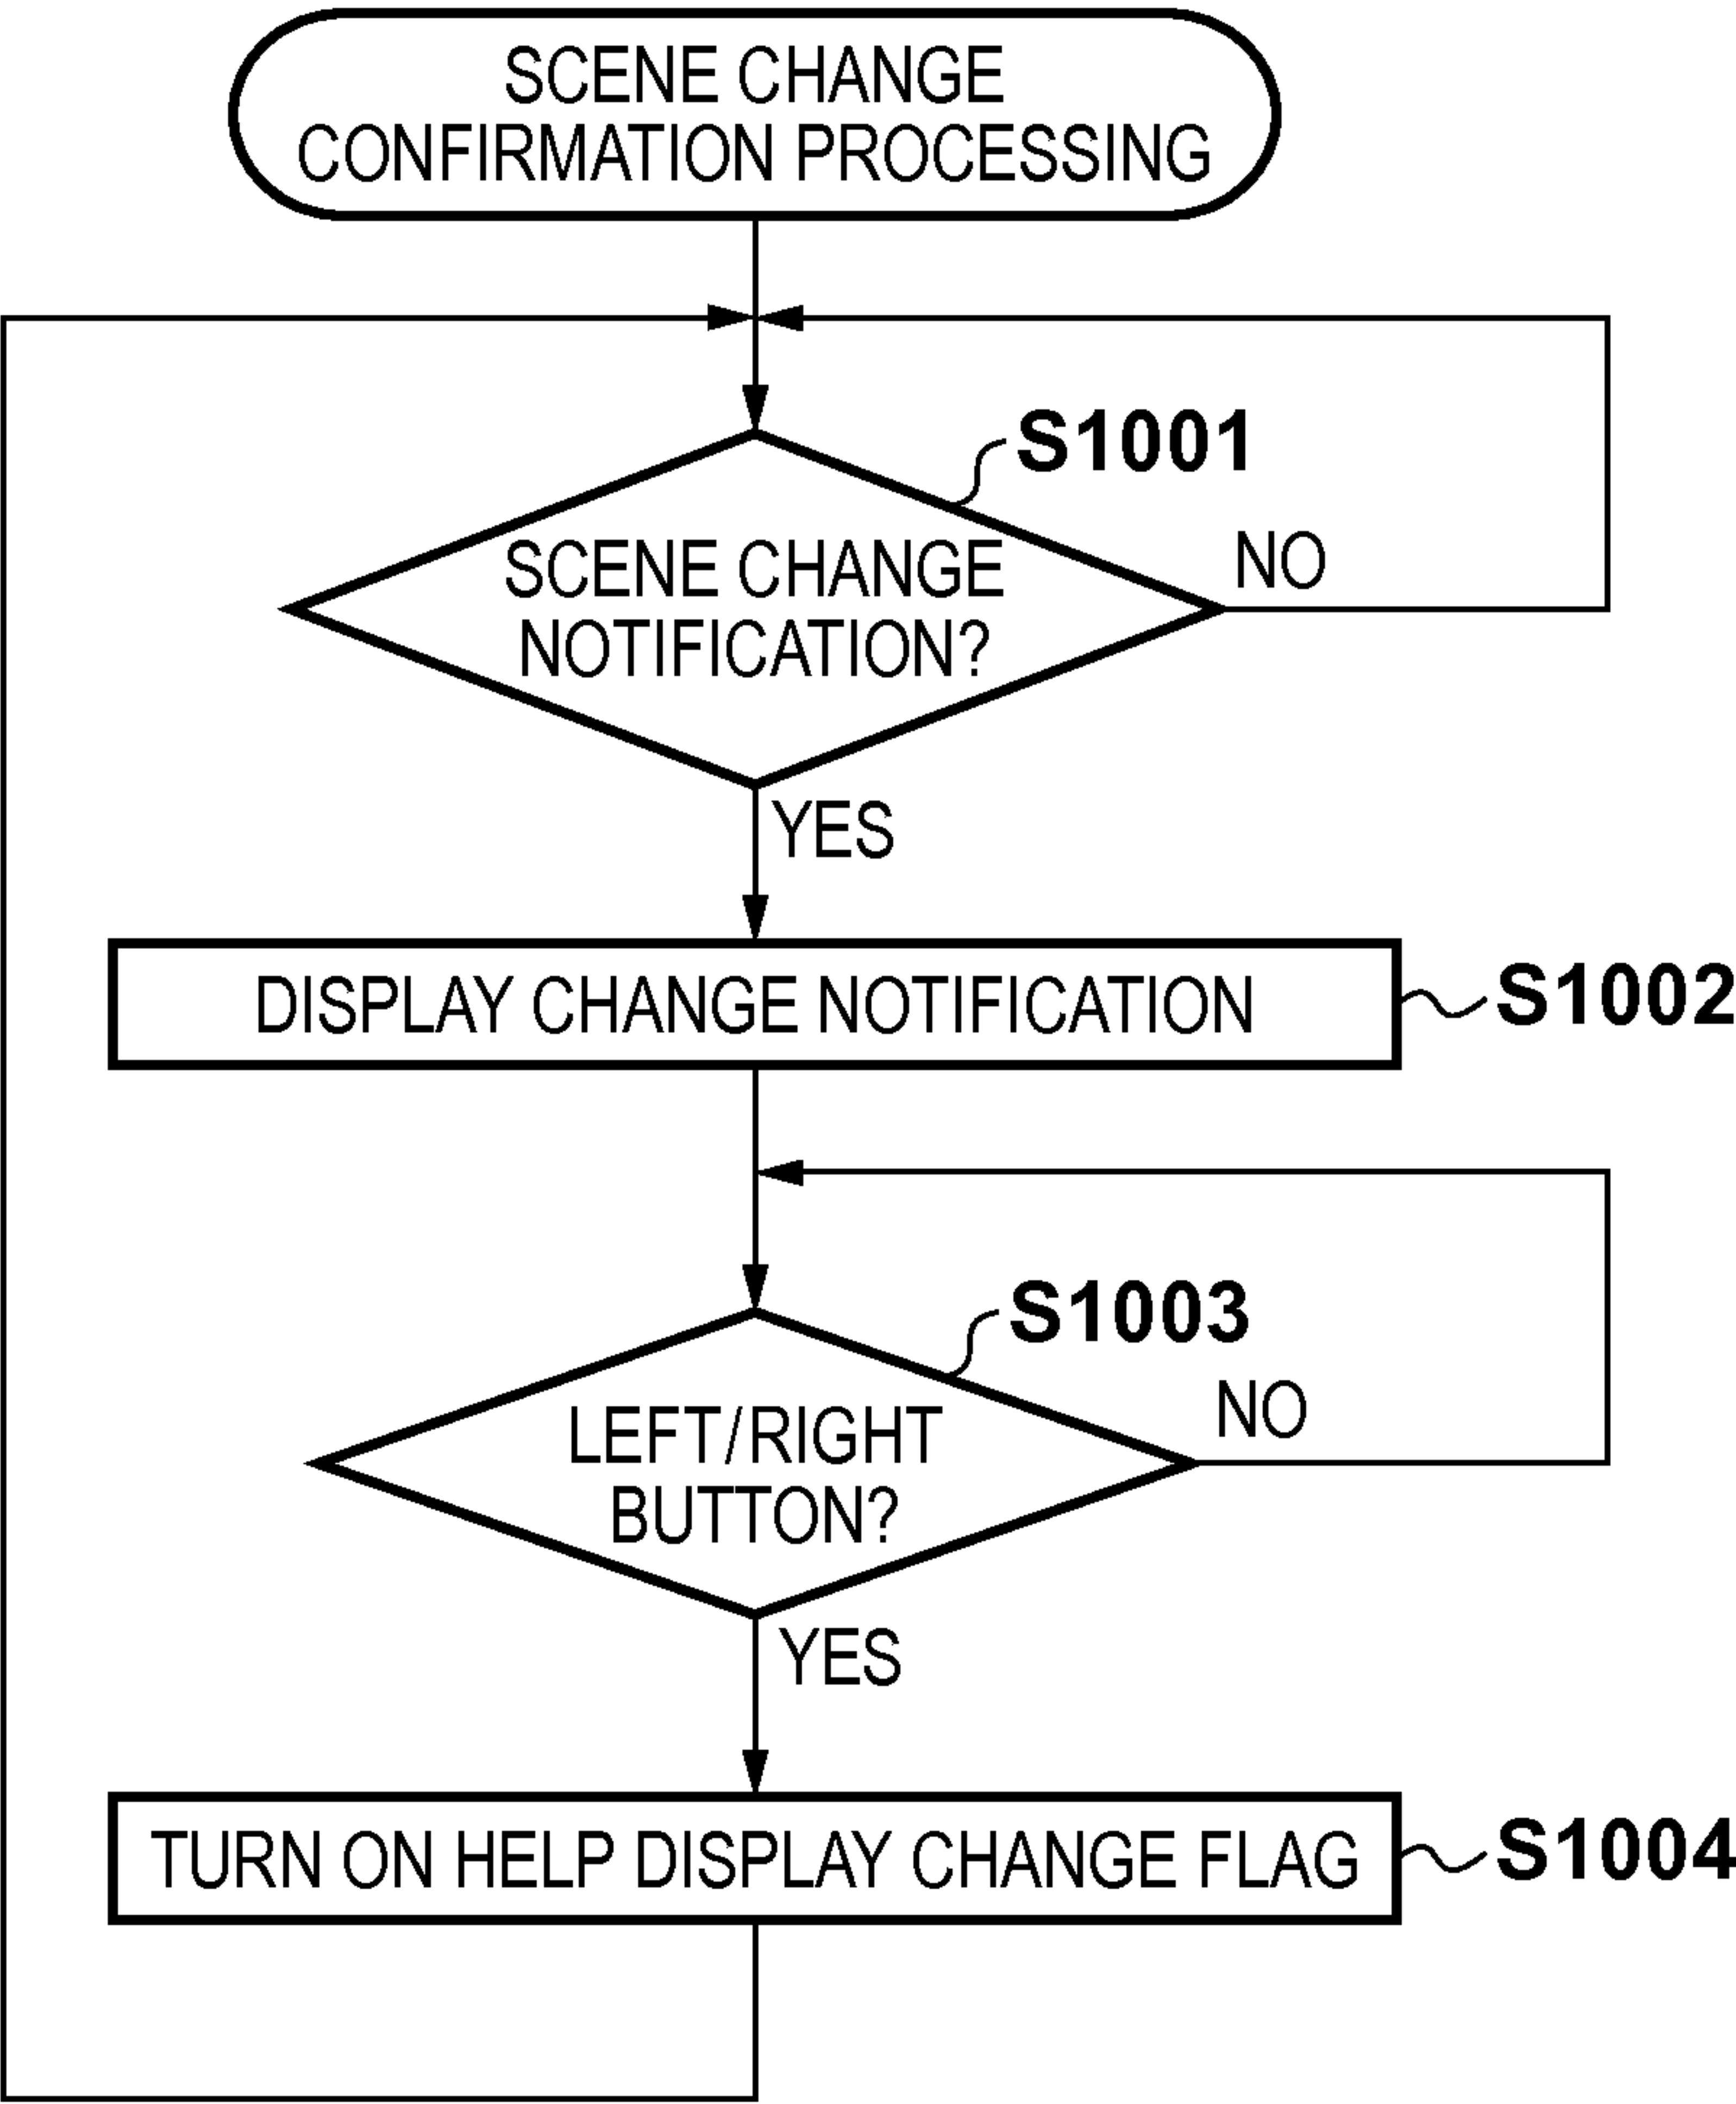 SCENE CHANGE
CONFIRMATION PROCESSING
S1001
SCENE CHANGE
NOTIFICATION?
NO
YES
DISPLAY CHANGE NOTIFICATION
S1002
S1003
LEFT/RIGHT
BUTTON?
NO
YES
TURN ON HELP DISPLAY CHANGE FLAG
S1004